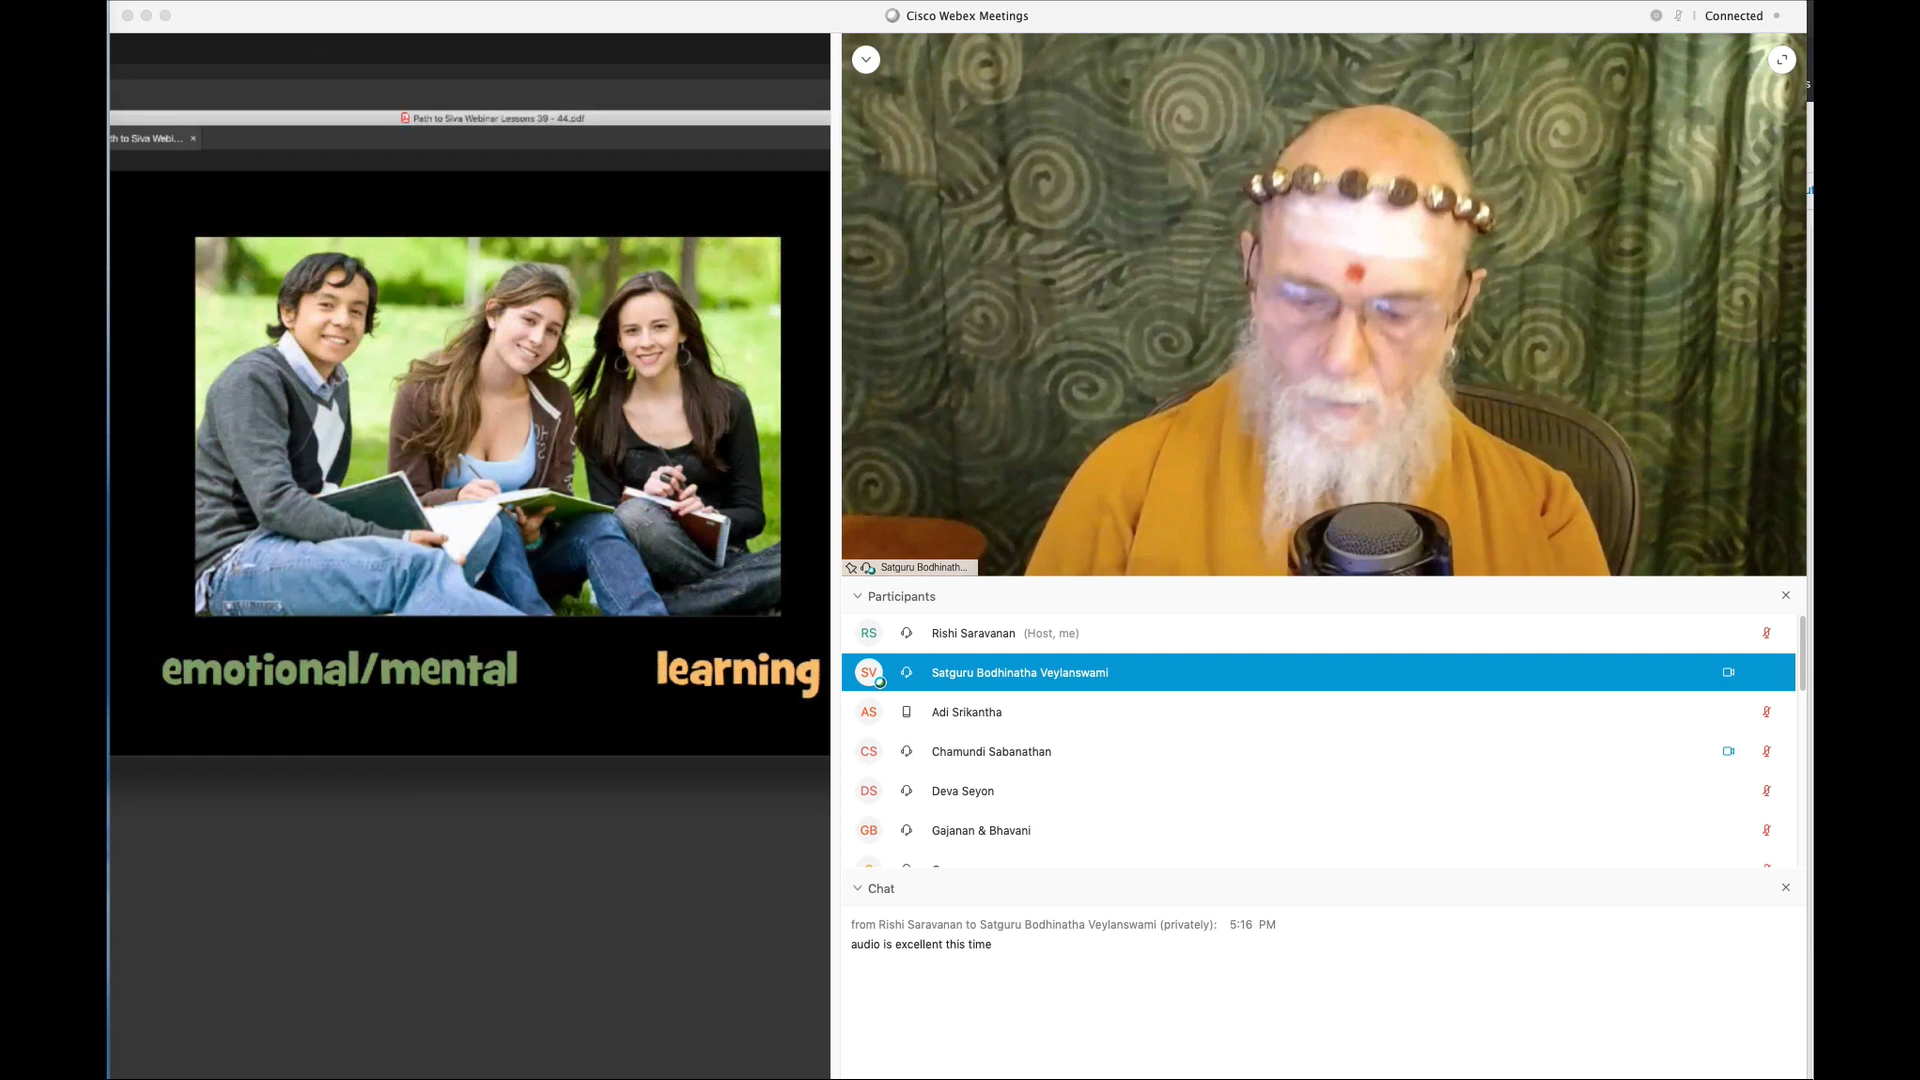 Cisco Webex Meetings
Connected
Path to Siva Webinar Lessons 39 - 44.pdf
th to Siva Webi...
emotional/mental
learning
Satguru Bodhinath...
Participants
RS Rishi Saravanan (Host, me)
SV Satguru Bodhinatha Veylanswami
AS Adi Srikantha
CS Chamundi Sabanathan
DS Deva Seyon
GB Gajanan & Bhavani
Chat
from Rishi Saravanan to Satguru Bodhinatha Veylanswami (privately): 5:16 PM
audio is excellent this time